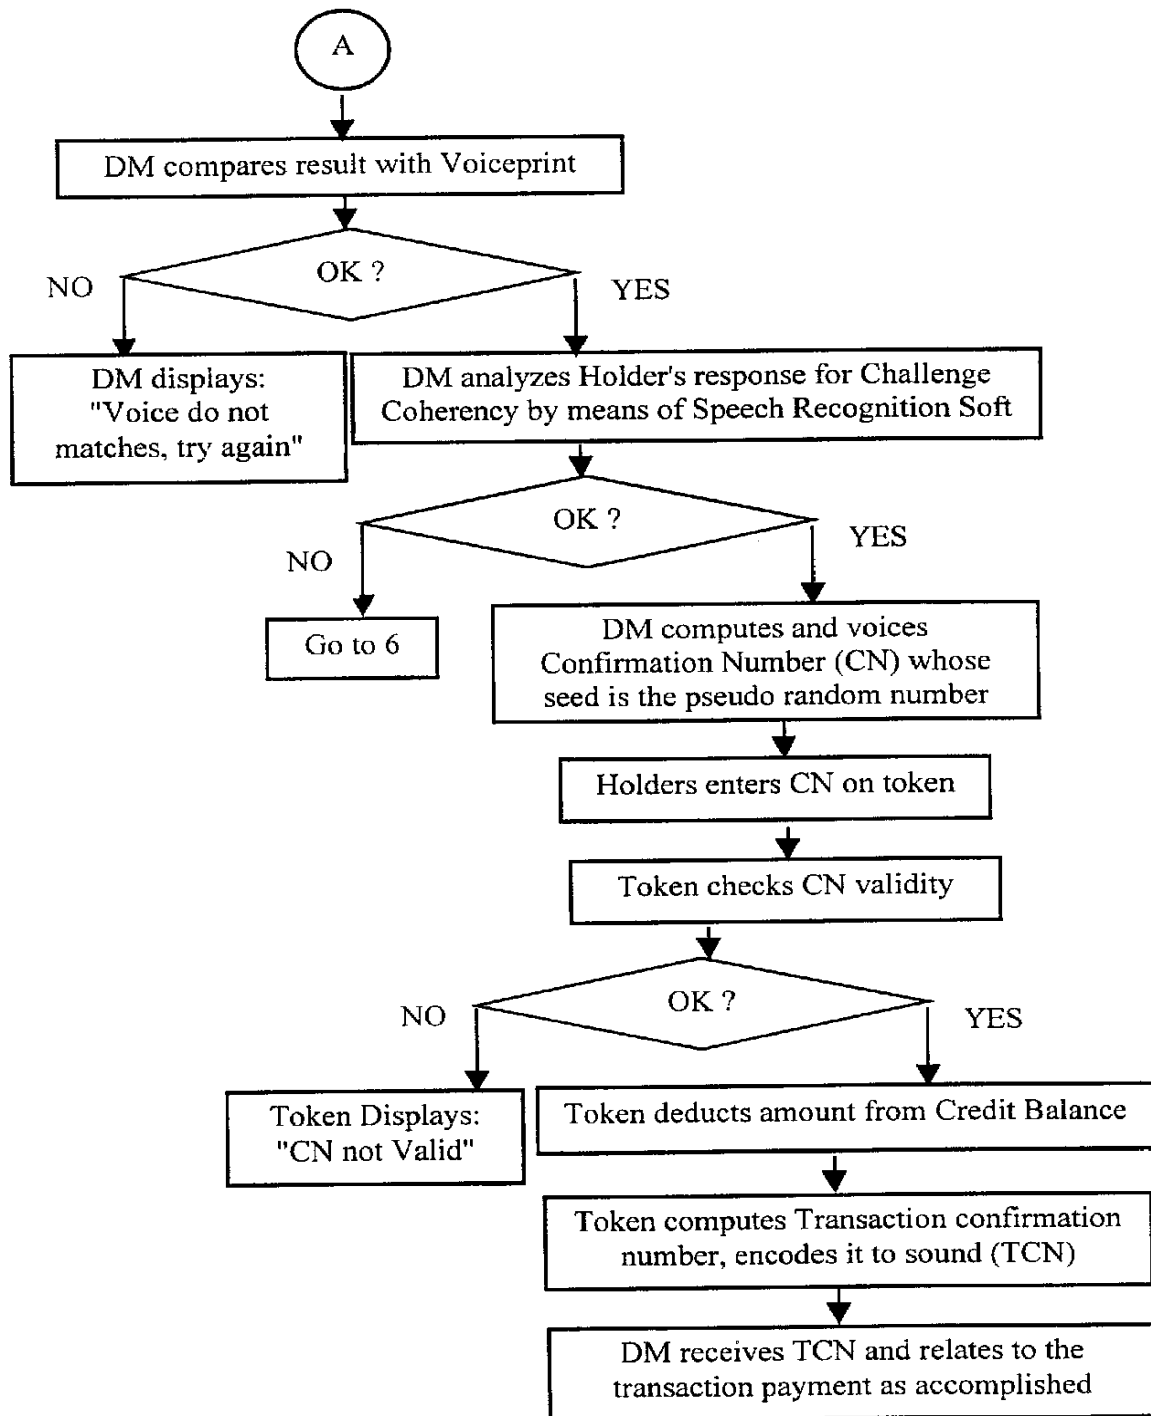 A
DM compares result with Voiceprint
OK ?
NO
YES
DM displays:
"Voice do not
matches, try again"
DM analyzes Holder's response for Challenge
Coherency by means of Speech Recognition Soft
OK ?
NO
YES
Go to 6
DM computes and voices
Confirmation Number (CN) whose
seed is the pseudo random number
Holders enters CN on token
Token checks CN validity
OK ?
NO
YES
Token Displays:
"CN not Valid"
Token deducts amount from Credit Balance
Token computes Transaction confirmation
number, encodes it to sound (TCN)
DM receives TCN and relates to the
transaction payment as accomplished